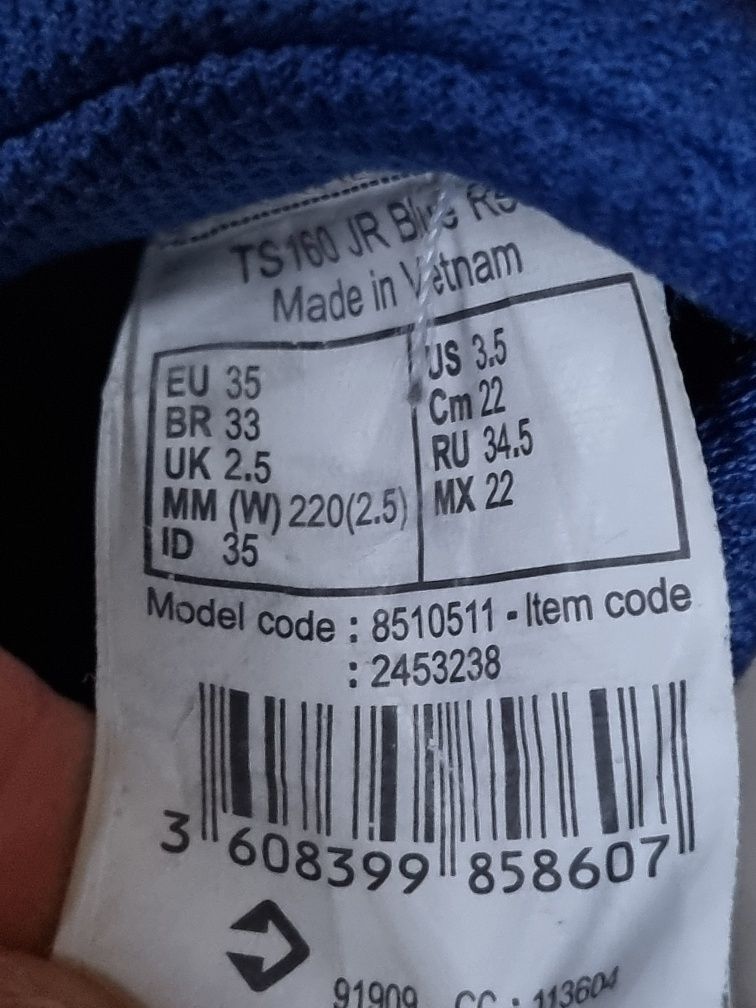 TS160 JR Blue
Made in Vietnam
EU 35
BR 33
UK 2.5
MM (W) 220(2.5)
ID 35
US 3.5
Cm 22
RU 34.5
MX 22
Model code : 8510511 - Item code
: 2453238
3 608399 858607
91909 CC : 113604